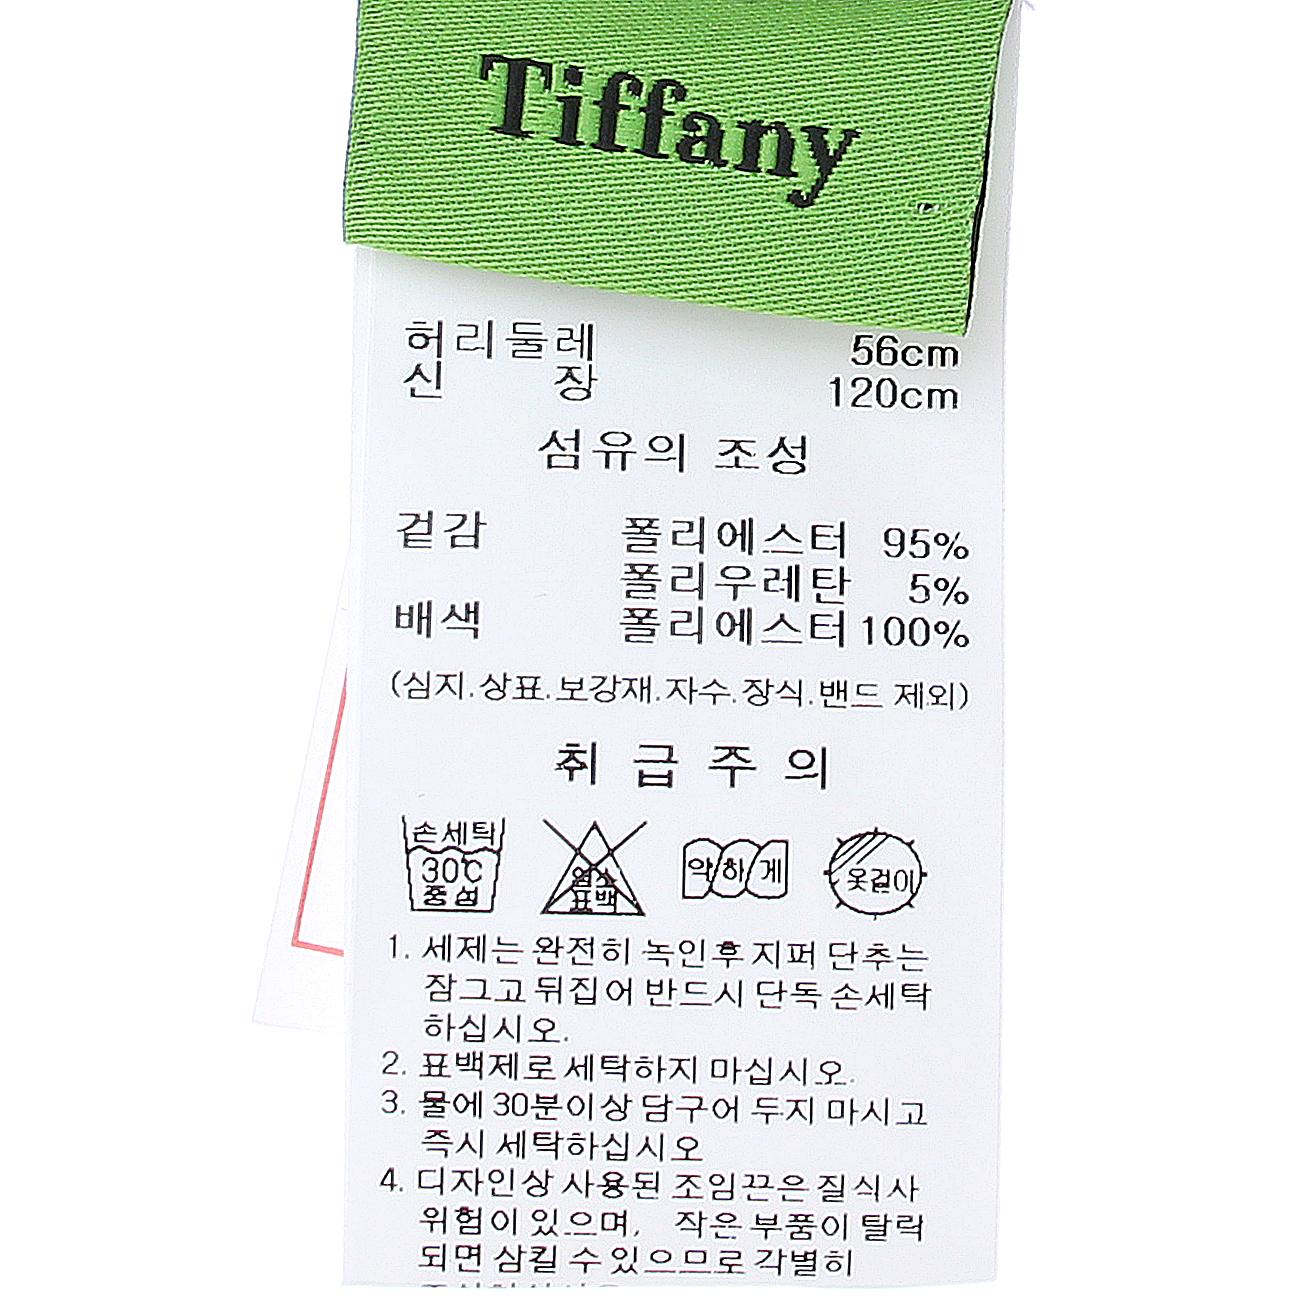 Tiffany
허리둘레 56cm
신 장 120cm
섬유의 조성
겉감 폴리에스터 95%
폴리우레탄 5%
배색 폴리에스터 100%
(심지.상표.보강재.자수.장식.밴드 제외)
취 급 주 의
손세탁 30℃ 중성
염소 표백
약하게
옷걸이
1. 세제는 완전히 녹인후 지퍼 단추는
잠그고 뒤집어 반드시 단독 손세탁
하십시오.
2. 표백제로 세탁하지 마십시오.
3. 물에 30분이상 담구어 두지 마시고
즉시 세탁하십시오
4. 디자인상 사용된 조임끈은 질식사
위험이 있으며, 작은 부품이 탈락
되면 삼킬 수 있으므로 각별히